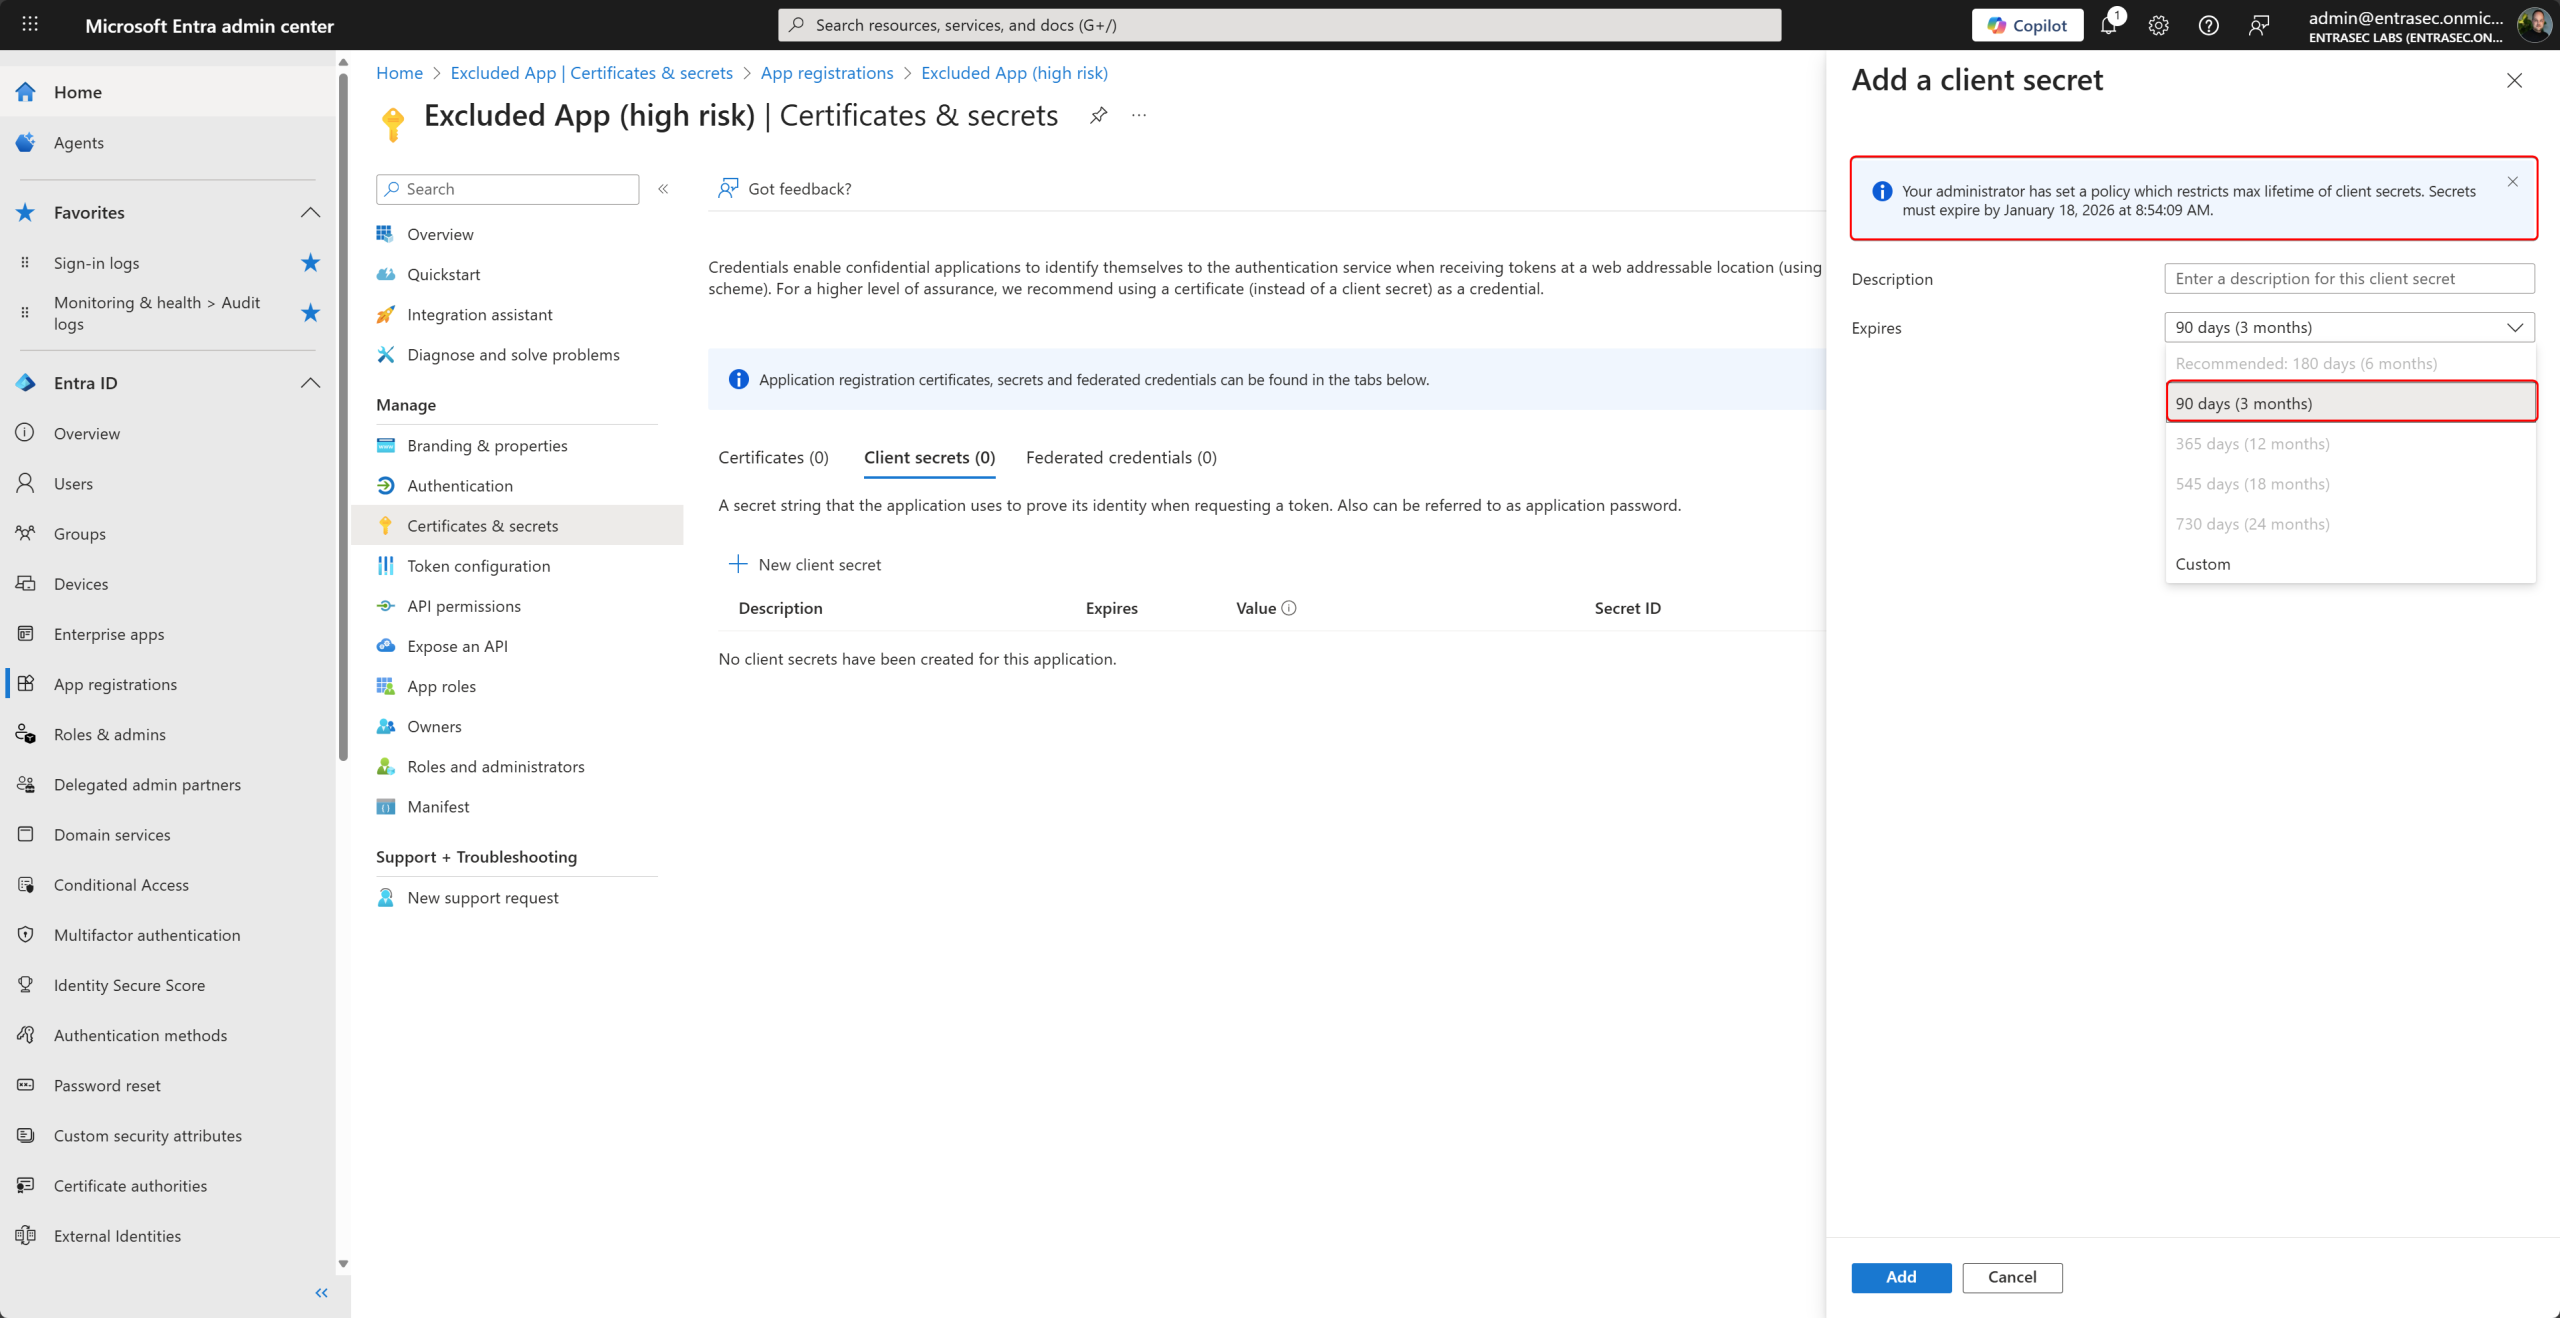 Microsoft Entra admin center
Search resources, services, and docs (G+/)
Copilot
1
admin@entrasec.onmic...
ENTRASEC LABS (ENTRASEC.ON...
Home
Agents
Favorites
Sign-in logs
Monitoring & health > Audit
logs
Entra ID
Overview
Users
Groups
Devices
Enterprise apps
App registrations
Roles & admins
Delegated admin partners
Domain services
Conditional Access
Multifactor authentication
Identity Secure Score
Authentication methods
Password reset
Custom security attributes
Certificate authorities
External Identities
Home > Excluded App | Certificates & secrets > App registrations > Excluded App (high risk)
Excluded App (high risk) | Certificates & secrets
Search
Overview
Quickstart
Integration assistant
Diagnose and solve problems
Manage
Branding & properties
Authentication
Certificates & secrets
Token configuration
API permissions
Expose an API
App roles
Owners
Roles and administrators
Manifest
Support + Troubleshooting
New support request
Got feedback?
Credentials enable confidential applications to identify themselves to the authentication service when receiving tokens at a web addressable location (using
scheme). For a higher level of assurance, we recommend using a certificate (instead of a client secret) as a credential.
Application registration certificates, secrets and federated credentials can be found in the tabs below.
Certificates (0) Client secrets (0) Federated credentials (0)
A secret string that the application uses to prove its identity when requesting a token. Also can be referred to as application password.
New client secret
Description Expires Value Secret ID
No client secrets have been created for this application.
Add a client secret
Your administrator has set a policy which restricts max lifetime of client secrets. Secrets
must expire by January 18, 2026 at 8:54:09 AM.
Description
Enter a description for this client secret
Expires
90 days (3 months)
Recommended: 180 days (6 months)
90 days (3 months)
365 days (12 months)
545 days (18 months)
730 days (24 months)
Custom
Add
Cancel